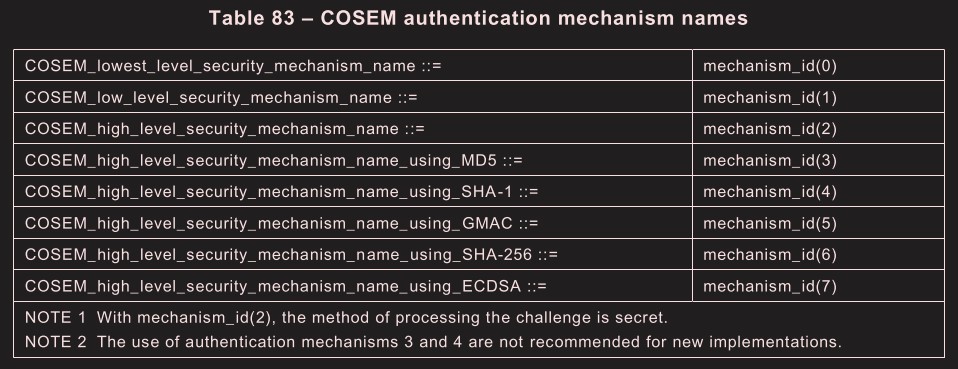 Table 83 – COSEM authentication mechanism names
COSEM_lowest_level_security_mechanism_name ::= mechanism_id(0)
COSEM_low_level_security_mechanism_name ::= mechanism_id(1)
COSEM_high_level_security_mechanism_name ::= mechanism_id(2)
COSEM_high_level_security_mechanism_name_using_MD5 ::= mechanism_id(3)
COSEM_high_level_security_mechanism_name_using_SHA-1 ::= mechanism_id(4)
COSEM_high_level_security_mechanism_name_using_GMAC ::= mechanism_id(5)
COSEM_high_level_security_mechanism_name_using_SHA-256 ::= mechanism_id(6)
COSEM_high_level_security_mechanism_name_using_ECDSA ::= mechanism_id(7)
NOTE 1 With mechanism_id(2), the method of processing the challenge is secret.
NOTE 2 The use of authentication mechanisms 3 and 4 are not recommended for new implementations.